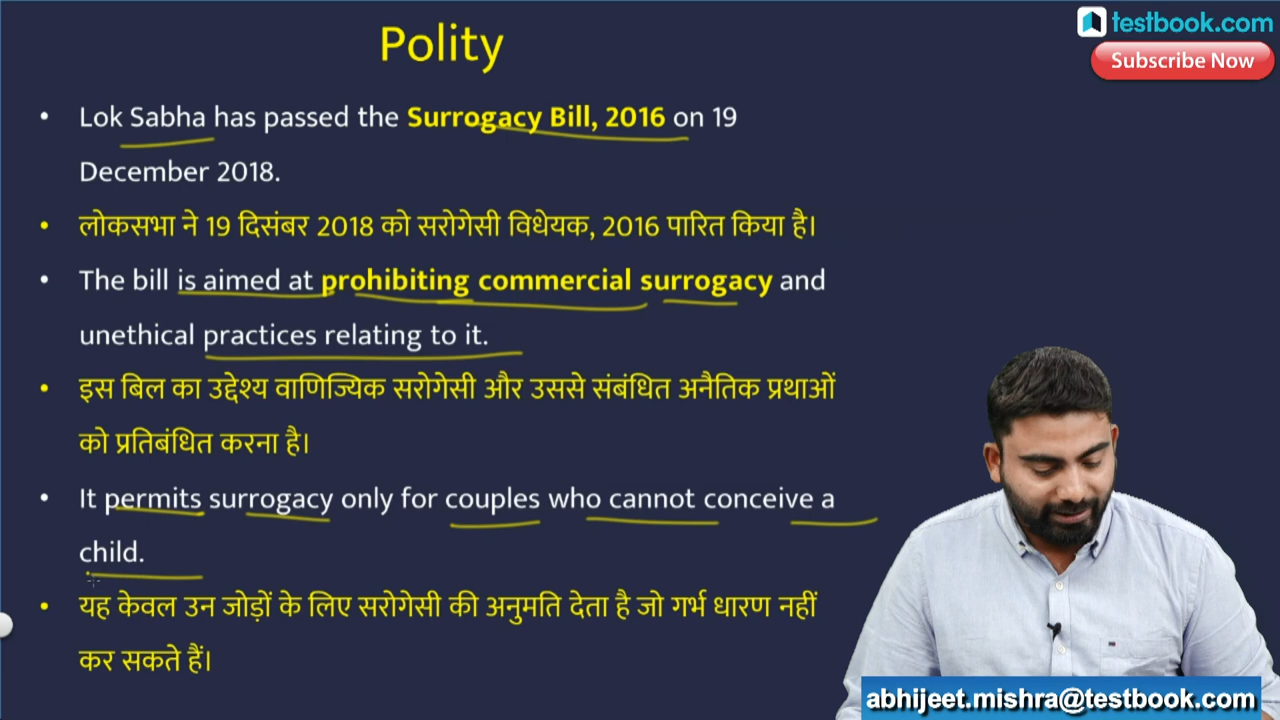 Polity
testbook.com
Subscribe Now
• Lok Sabha has passed the Surrogacy Bill, 2016 on 19
December 2018.
• लोकसभा ने 19 दिसंबर 2018 को सरोगेसी विधेयक, 2016 पारित किया है।
• The bill is aimed at prohibiting commercial surrogacy and
unethical practices relating to it.
• इस बिल का उद्देश्य वाणिज्यिक सरोगेसी और उससे संबंधित अनैतिक प्रथाओं
को प्रतिबंधित करना है।
• It permits surrogacy only for couples who cannot conceive a
child.
• यह केवल उन जोड़ों के लिए सरोगेसी की अनुमति देता है जो गर्भ धारण नहीं
कर सकते हैं।
abhijeet.mishra@testbook.com